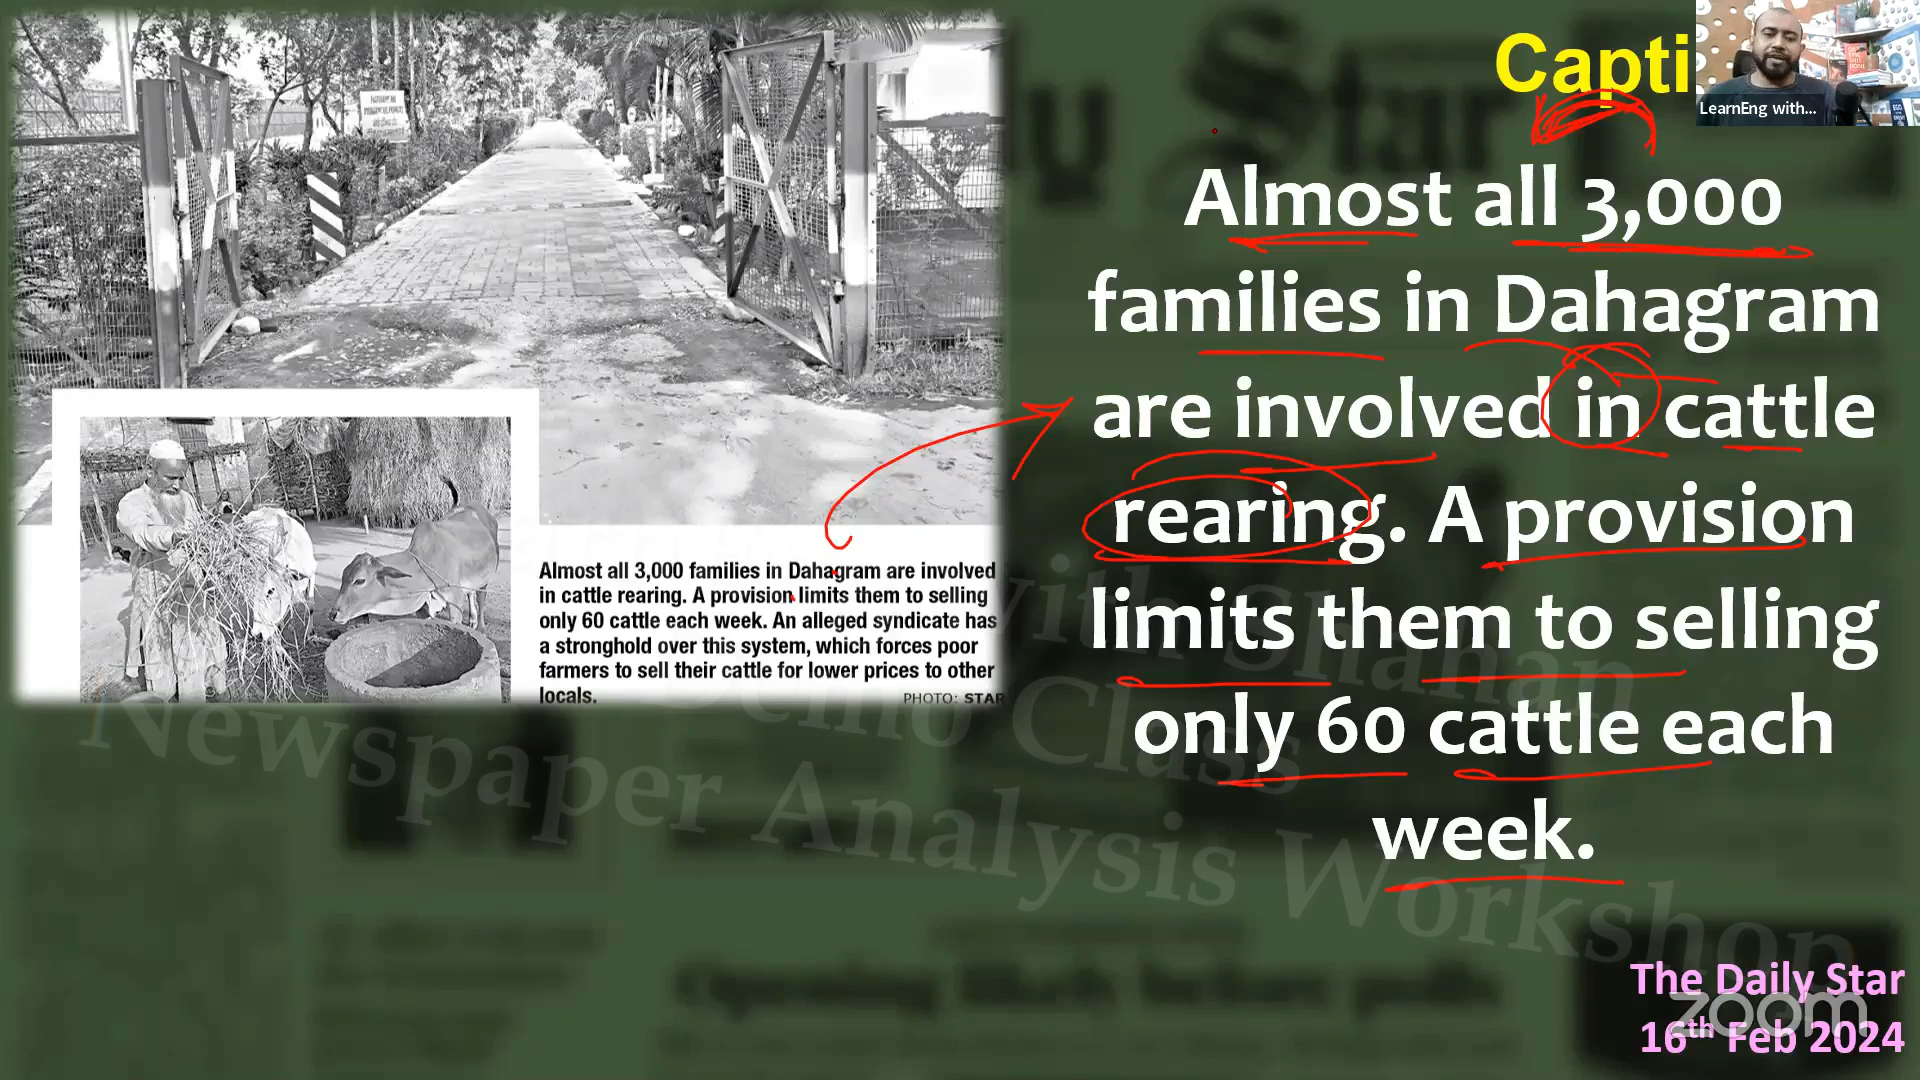 Capti
LearnEng with...
Almost all 3,000
families in Dahagram
are involved in cattle
rearing. A provision
limits them to selling
only 60 cattle each
week.
Almost all 3,000 families in Dahagram are involved
in cattle rearing. A provision limits them to selling
only 60 cattle each week. An alleged syndicate has
a stronghold over this system, which forces poor
farmers to sell their cattle for lower prices to other
locals.
PHOTO: STAR
with Shahan
Demo Class
Newspaper Analysis Workshop
The Daily Star
zoom
16th Feb 2024